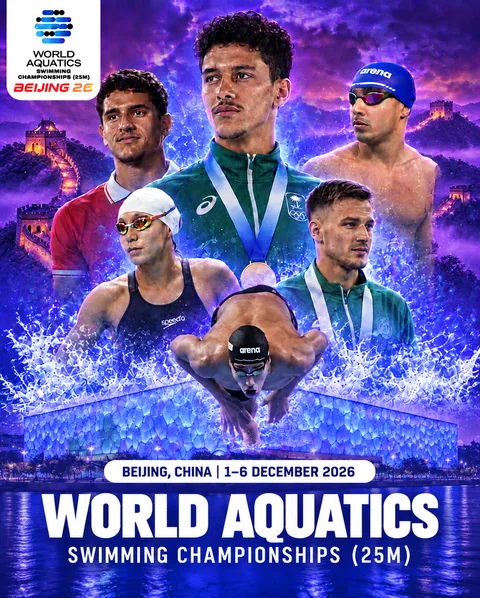 WORLD
AQUATICS
SWIMMING
CHAMPIONSHIPS (25M)
BEIJING 26
arena
speedo
arena
BEIJING, CHINA | 1–6 DECEMBER 2026
WORLD AQUATICS
SWIMMING CHAMPIONSHIPS (25M)